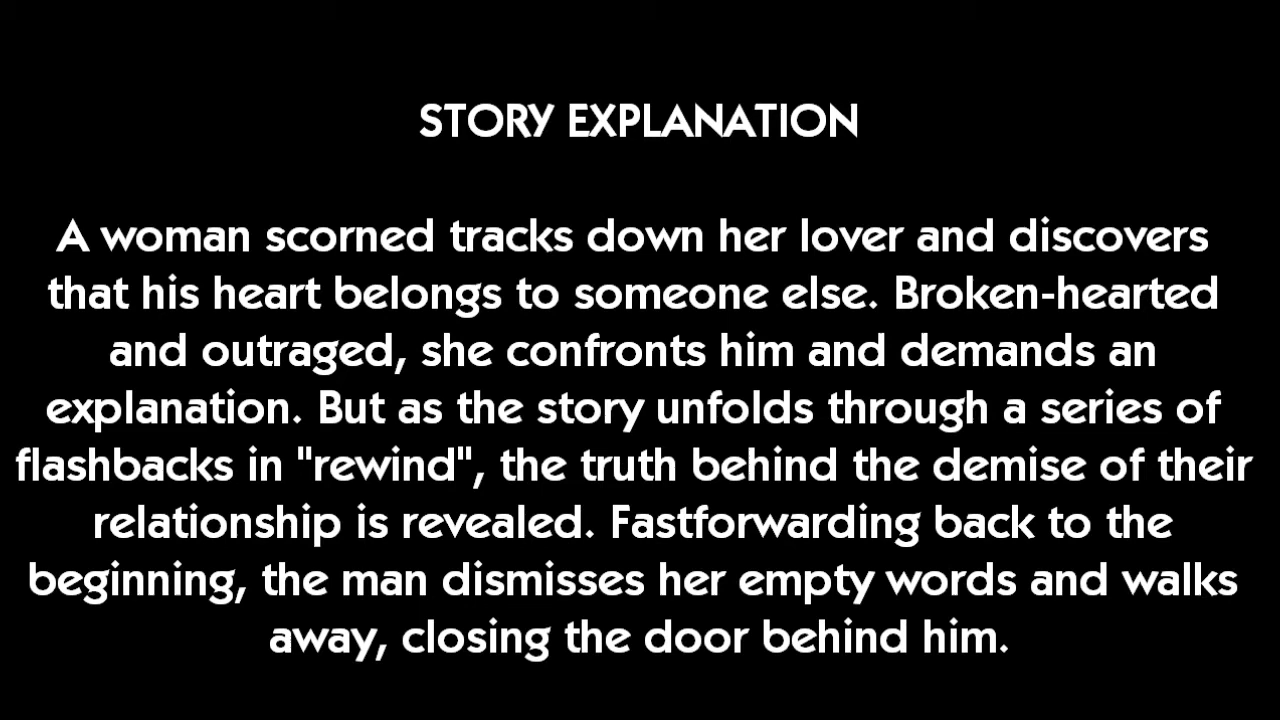 STORY EXPLANATION
A woman scorned tracks down her lover and discovers
that his heart belongs to someone else. Broken-hearted
and outraged, she confronts him and demands an
explanation. But as the story unfolds through a series of
flashbacks in "rewind", the truth behind the demise of their
relationship is revealed. Fastforwarding back to the
beginning, the man dismisses her empty words and walks
away, closing the door behind him.